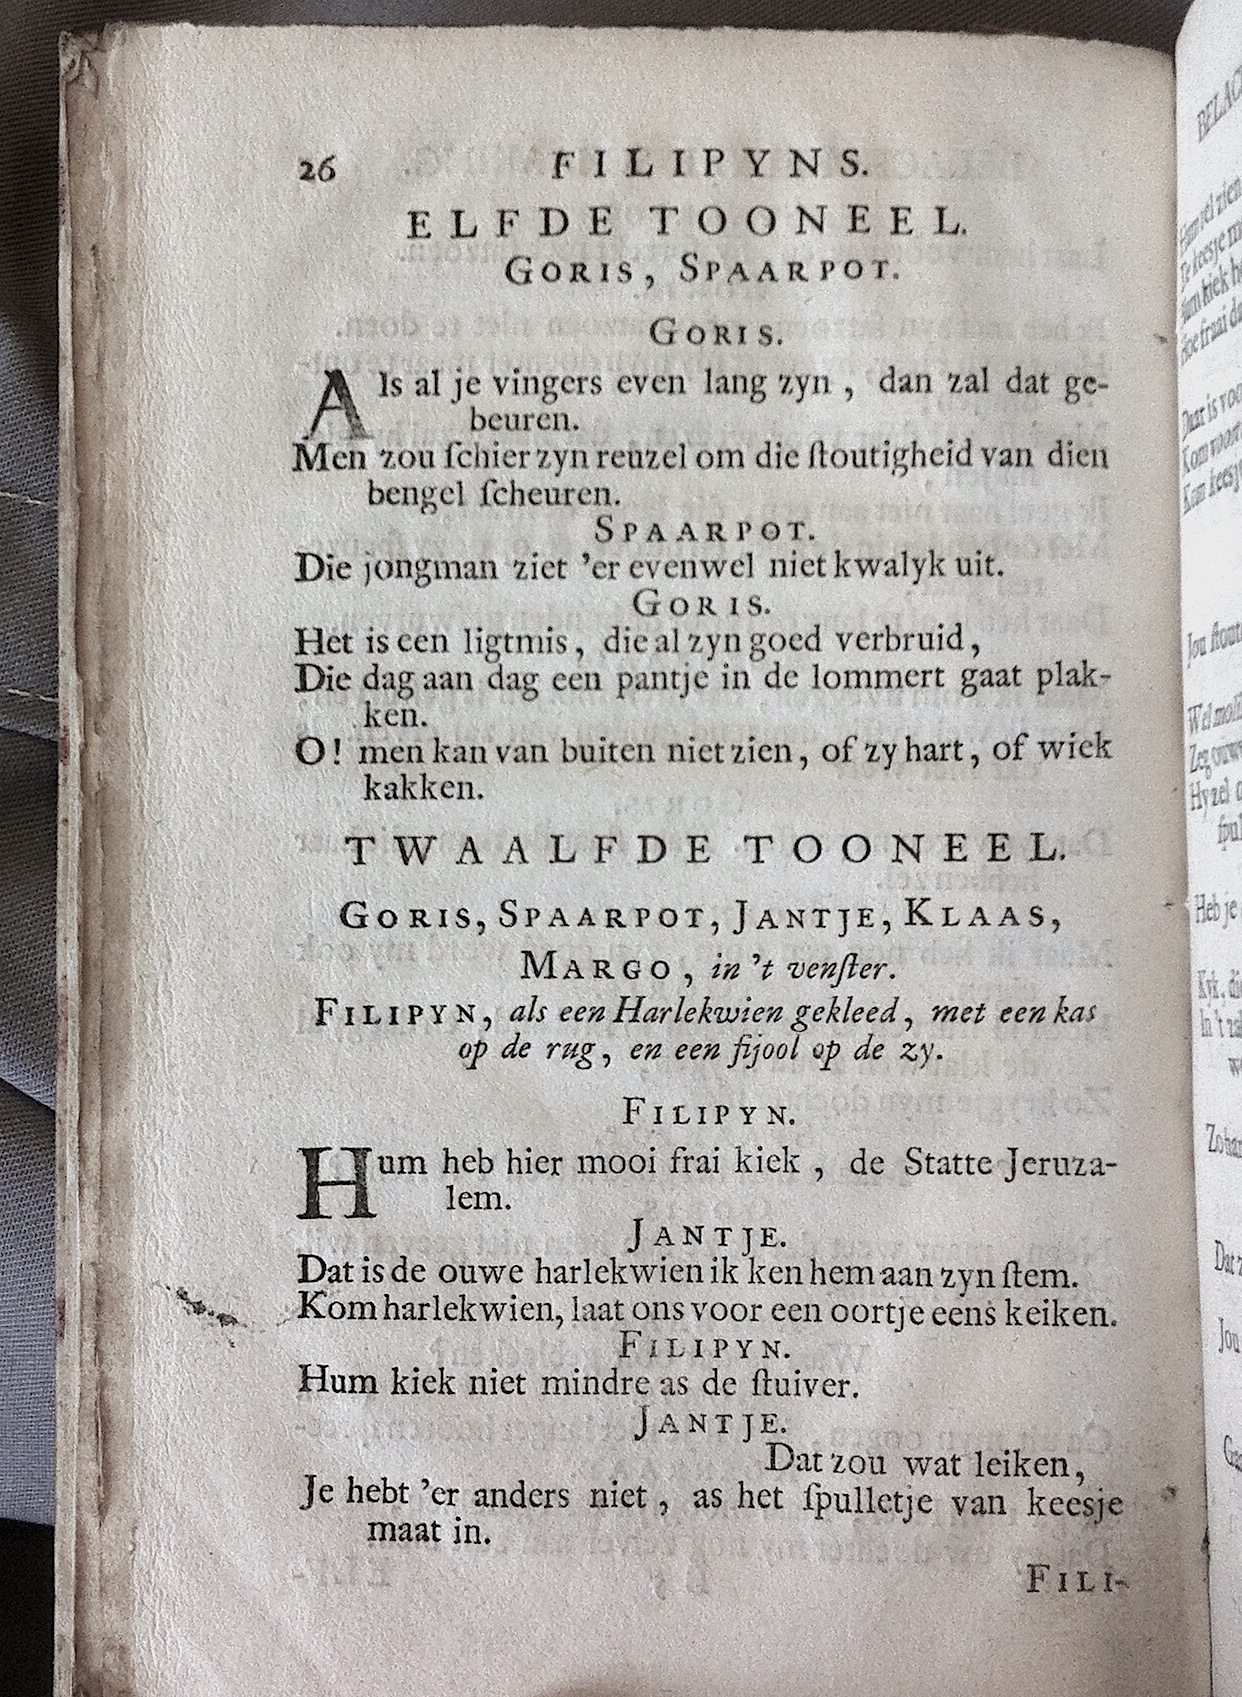 26 FILIPYNS.
ELFDE TOONEEL.
GORIS, SPAARPOT.
GORIS.
Als al je vingers even lang zyn, dan zal dat ge-
beuren.
Men zou ſchier zyn reuzel om die ſtoutigheid van dien
bengel ſcheuren.
SPAARPOT.
Die jongman ziet 'er evenwel niet kwalyk uit.
GORIS.
Het is een ligtmis, die al zyn goed verbruid,
Die dag aan dag een pantje in de lommert gaat plak-
ken.
O! men kan van buiten niet zien, of zy hart, of wiek
kakken.
TWAALFDE TOONEEL.
GORIS, SPAARPOT, JANTJE, KLAAS,
MARGO, in 't venſter.
FILIPYN, als een Harlekwien gekleed, met een kas
op de rug, en een fijool op de zy.
FILIPYN.
Hum heb hier mooi frai kiek, de Statte Jeruza-
lem.
JANTJE.
Dat is de ouwe harlekwien ik ken hem aan zyn ſtem.
Kom harlekwien, laat ons voor een oortje eens keiken.
FILIPYN.
Hum kiek niet mindre as de ſtuiver.
JANTJE.
Dat zou wat leiken,
Je hebt 'er anders niet, as het ſpulletje van keesje
maat in.
FILI-